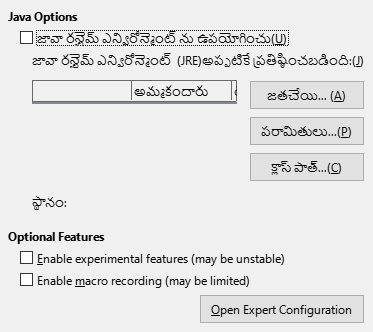 Java Options
జావా రన్టైమ్ ఎన్విరోన్మెంట్ ను ఉపయోగించు(U)
జావా రన్టైమ్ ఎన్విరోన్మెంట్ (JRE)అప్పటికే ప్రతిష్ఠించబడింది:(J)
అమ్మకందారు
జతచేయి... (A)
పరామితులు...(P)
క్లాస్ పాత్...(C)
స్థానం:
Optional Features
Enable experimental features (may be unstable)
Enable macro recording (may be limited)
Open Expert Configuration